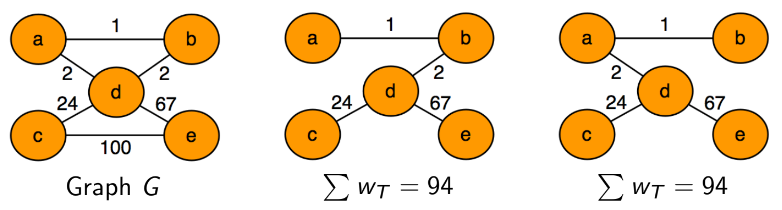 a 1 b
2 2
d
24 67
c 100 e
Graph G
a 1 b
2
d
24 67
c e
∑ w_T = 94
a 1 b
2
d
24 67
c e
∑ w_T = 94